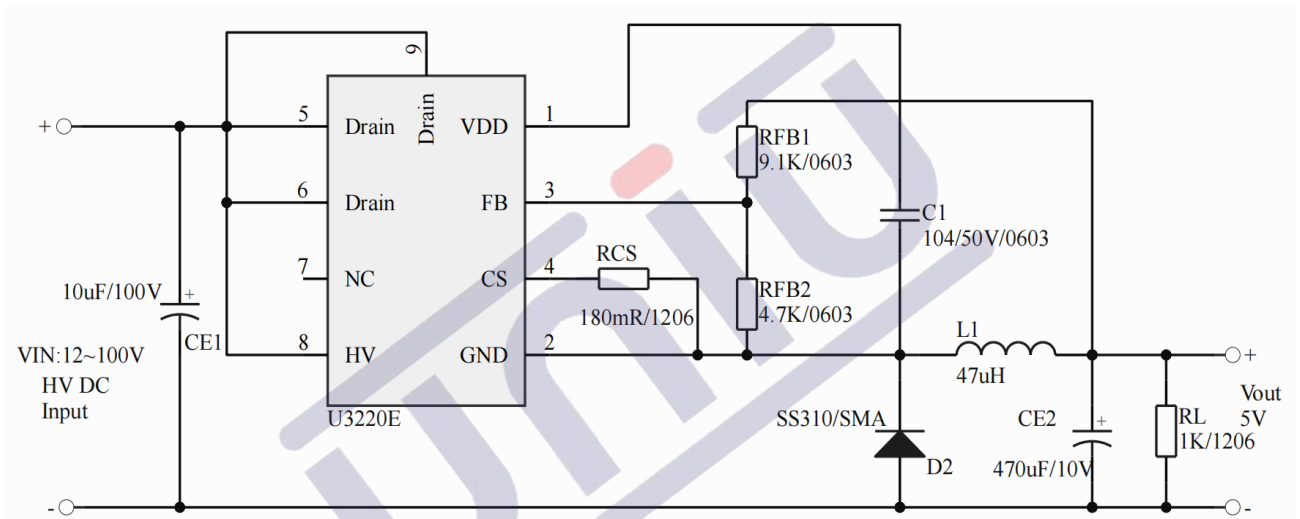 9
+
5
Drain
Drain
VDD
1
6
Drain
FB
3
RFB1
9.1K/0603
7
NC
CS
4
RCS
180mR/1206
C1
104/50V/0603
RFB2
4.7K/0603
10uF/100V
+
CE1
8
HV
GND
2
U3220E
VIN:12~100V
HV DC
Input
L1
47uH
+
Vout
5V
SS310/SMA
D2
CE2
+
470uF/10V
RL
1K/1206
-
-
uniu